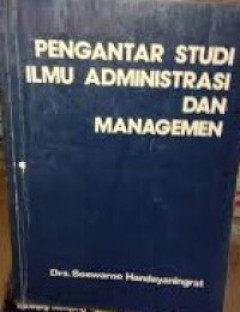 PENGANTAR STUDI
ILMU ADMINISTRASI
DAN
MANAGEMEN
Drs. Soewarno Handayaningrat